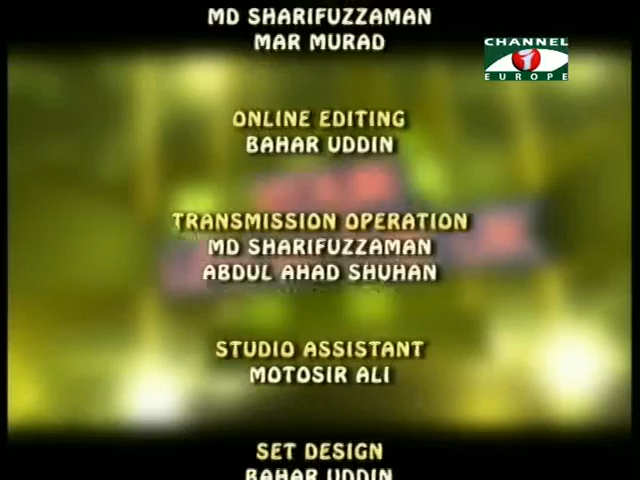 MD SHARIFUZZAMAN
MAR MURAD
CHANNEL
1
EUROPE
ONLINE EDITING
BAHAR UDDIN
TRANSMISSION OPERATION
MD SHARIFUZZAMAN
ABDUL AHAD SHUHAN
STUDIO ASSISTANT
MOTOSIR ALI
SET DESIGN
BAHAR UDDIN